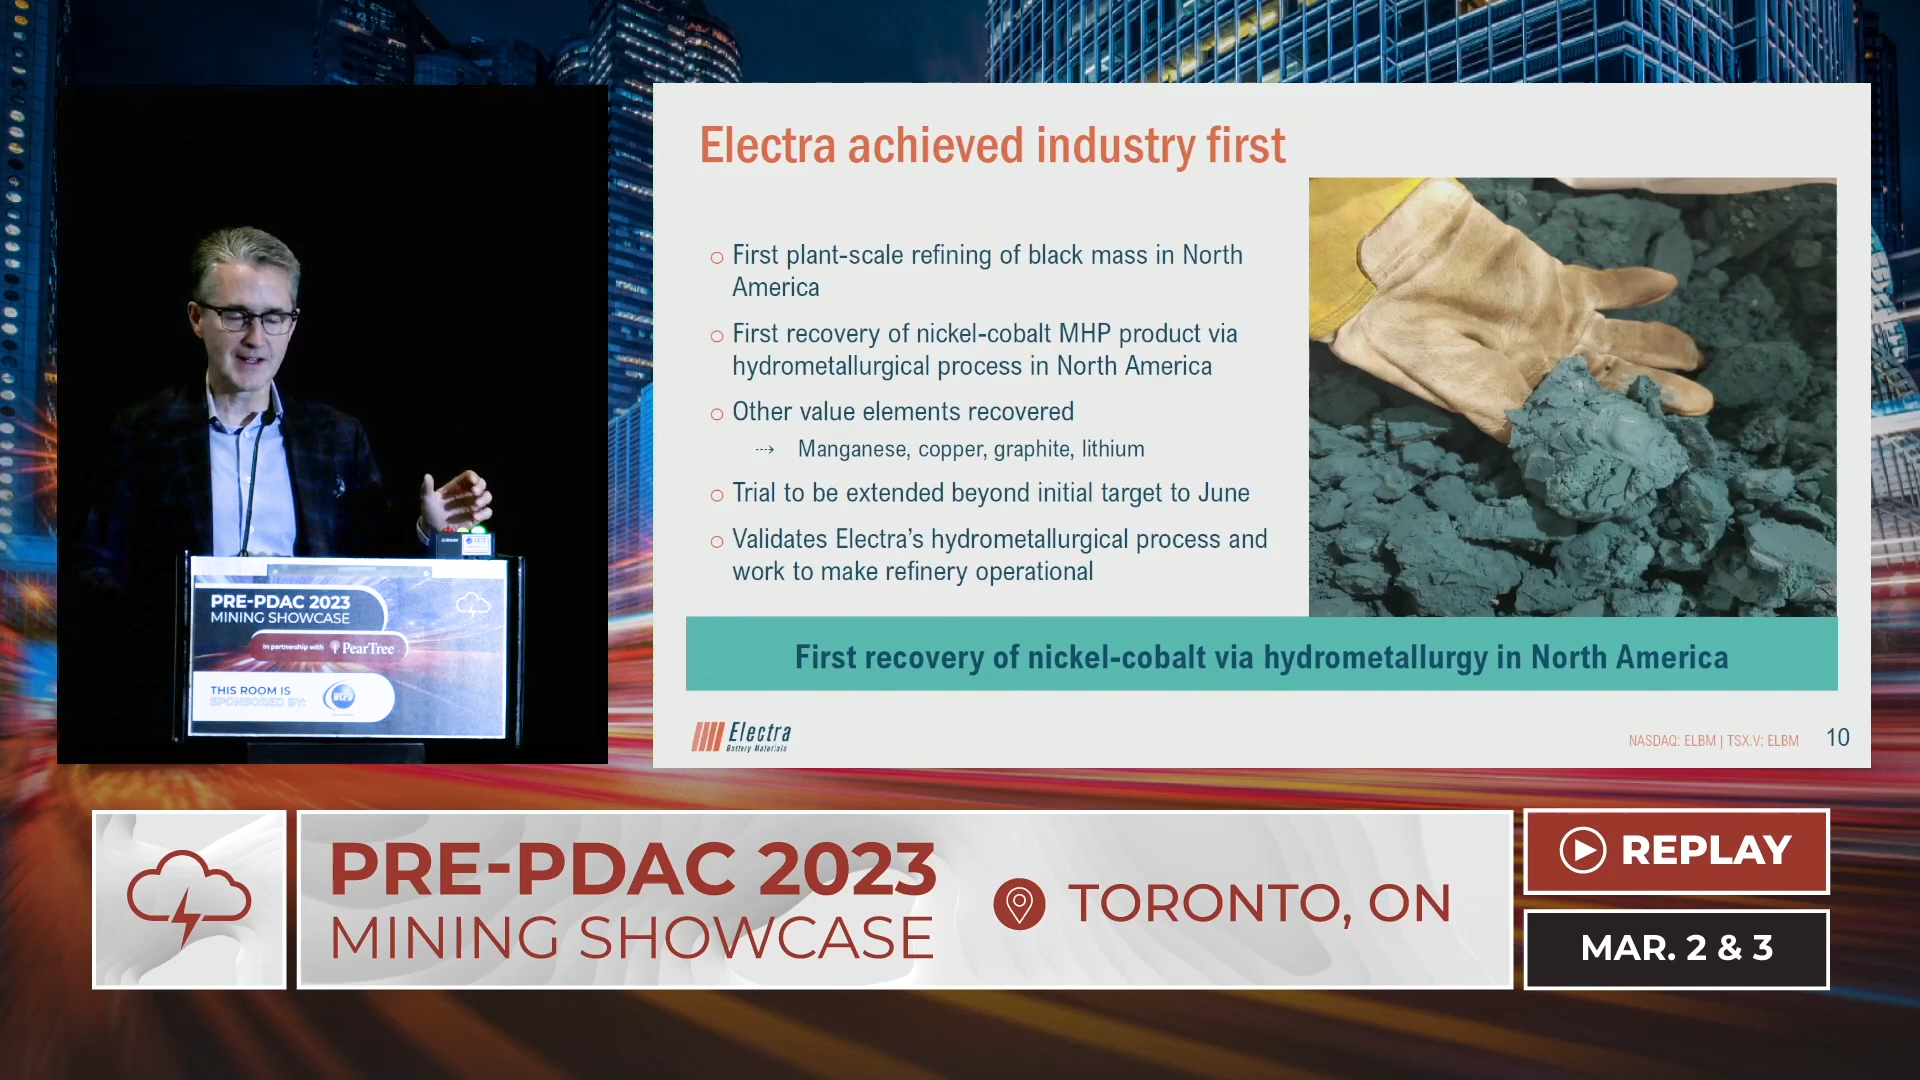 Electra achieved industry first
First plant-scale refining of black mass in North
America
First recovery of nickel-cobalt MHP product via
hydrometallurgical process in North America
Other value elements recovered
Manganese, copper, graphite, lithium
Trial to be extended beyond initial target to June
Validates Electra's hydrometallurgical process and
work to make refinery operational
First recovery of nickel-cobalt via hydrometallurgy in North America
Electra
Battery Materials
NASDAQ: ELBM | TSX.V: ELBM
10
PRE-PDAC 2023
MINING SHOWCASE
In partnership with PearTree
THIS ROOM IS
SPONSORED BY:
WCPD
PRE-PDAC 2023
MINING SHOWCASE
TORONTO, ON
REPLAY
MAR. 2 & 3